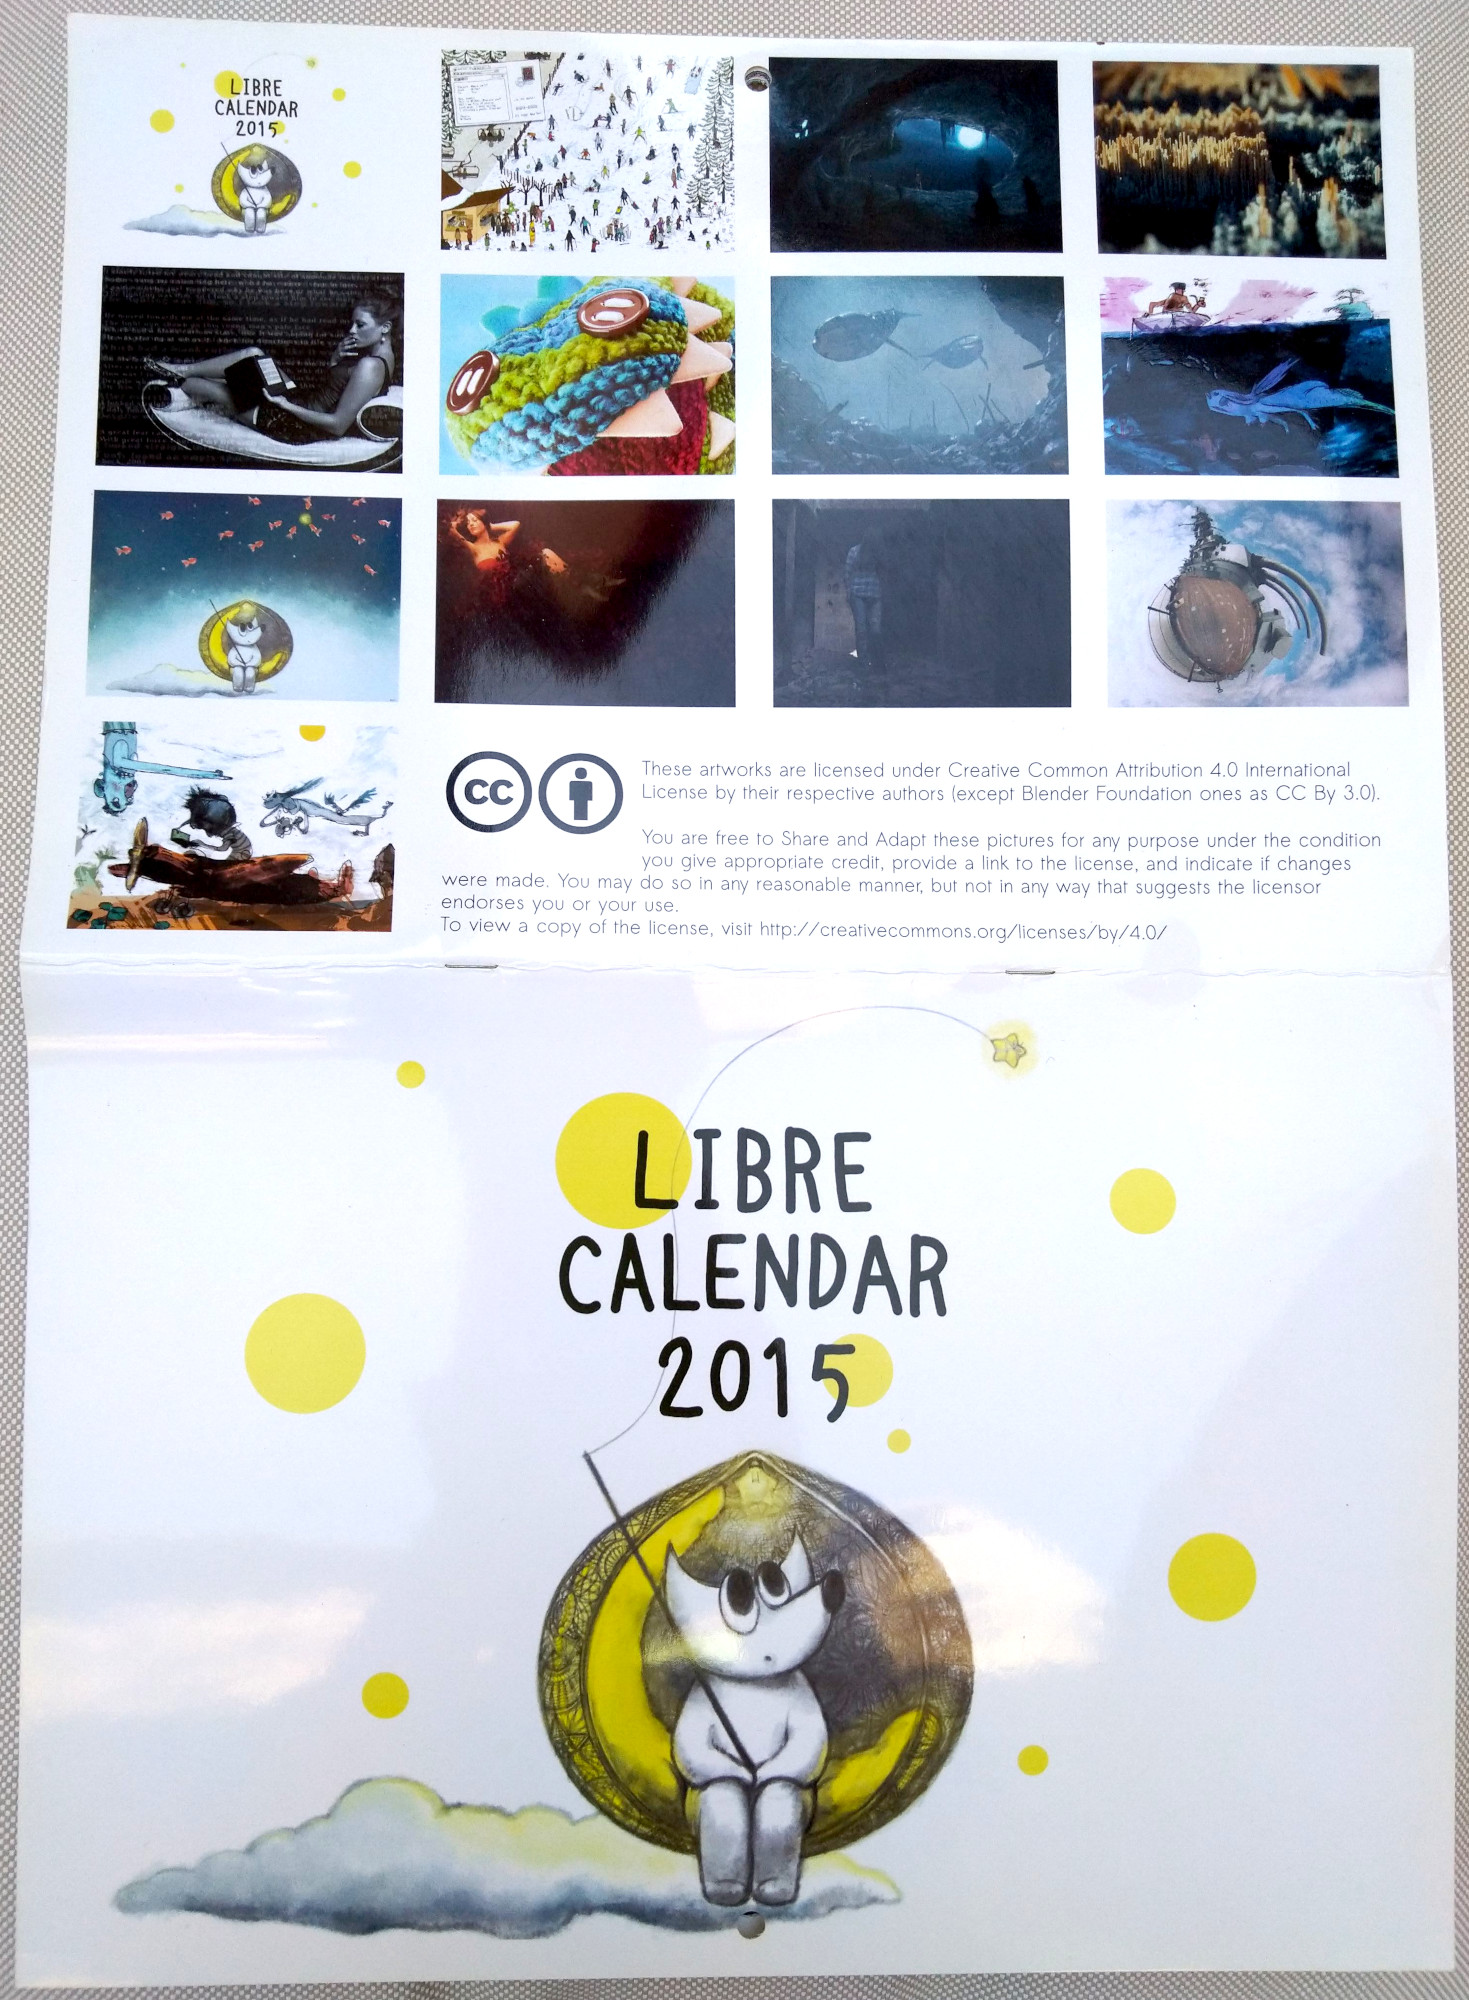 LIBRE
CALENDAR
2015
cc
These artworks are licensed under Creative Common Attribution 4.0 International
License by their respective authors (except Blender Foundation ones as CC By 3.0).
You are free to Share and Adapt these pictures for any purpose under the condition
you give appropriate credit, provide a link to the license, and indicate if changes
were made. You may do so in any reasonable manner, but not in any way that suggests the licensor
endorses you or your use.
To view a copy of the license, visit http://creativecommons.org/licenses/by/4.0/
LIBRE
CALENDAR
2015